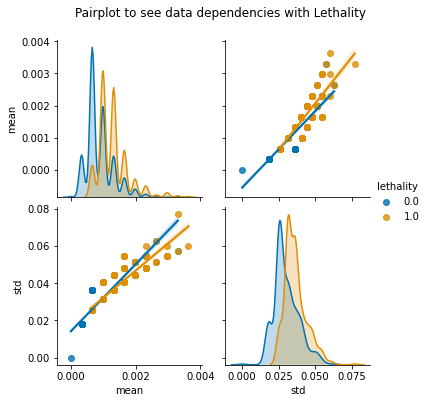 Pairplot to see data dependencies with Lethality
0.004
0.003
0.002
0.001
0.000
mean
lethality
0.0
1.0
0.08
0.06
0.04
0.02
0.00
std
0.000 0.002 0.004
mean
0.000 0.025 0.050 0.075
std